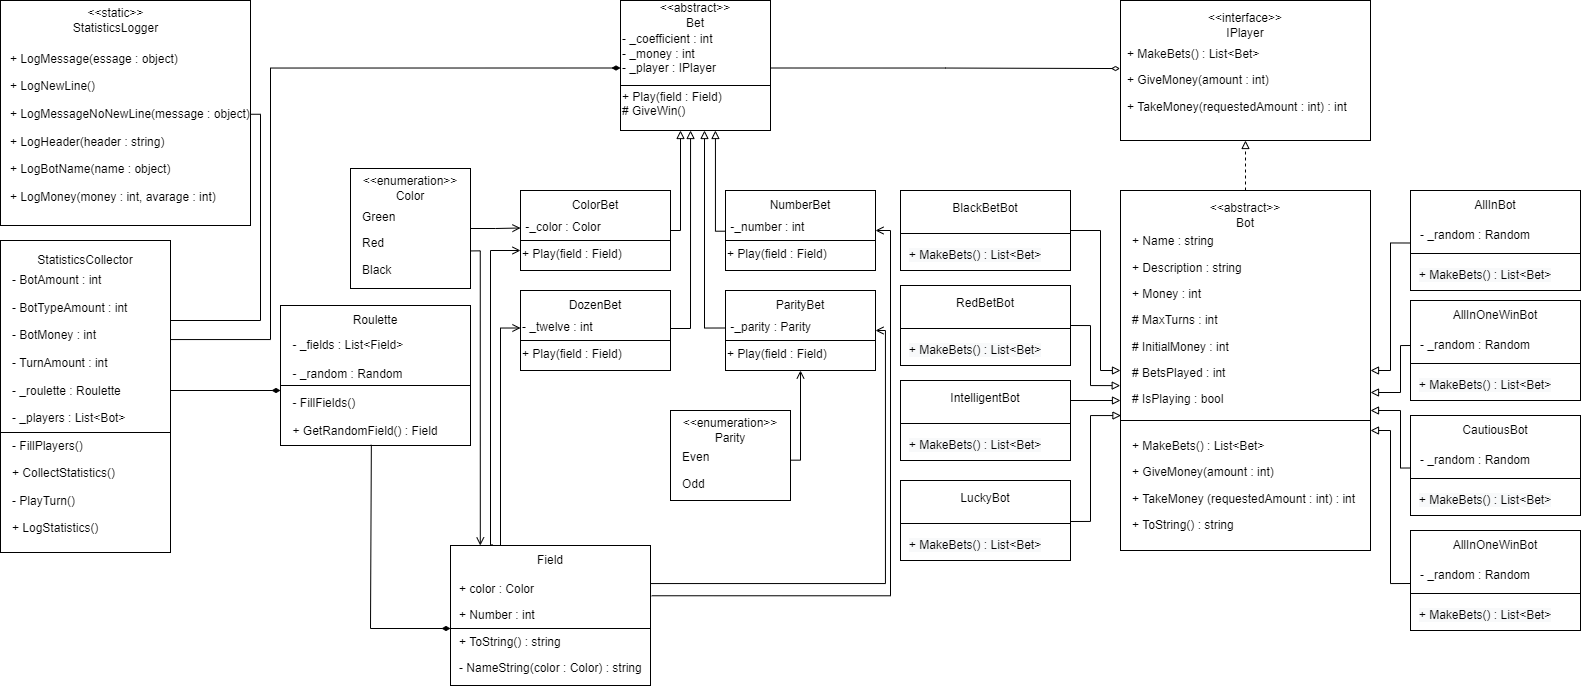 <<static>>
StatisticsLogger
+ LogMessage(essage : object)
+ LogNewLine()
+ LogMessageNoNewLine(message : object)
+ LogHeader(header : string)
+ LogBotName(name : object)
+ LogMoney(money : int, avarage : int)
<<abstract>>
Bet
- _coefficient : int
- _money : int
- _player : IPlayer
+ Play(field : Field)
# GiveWin()
<<interface>>
IPlayer
+ MakeBets() : List<Bet>
+ GiveMoney(amount : int)
+ TakeMoney(requestedAmount : int) : int
<<enumeration>>
Color
Green
Red
Black
ColorBet
-_color : Color
+ Play(field : Field)
NumberBet
-_number : int
+ Play(field : Field)
BlackBetBot
+ MakeBets() : List<Bet>
<<abstract>>
Bot
+ Name : string
+ Description : string
+ Money : int
# MaxTurns : int
# InitialMoney : int
# BetsPlayed : int
# IsPlaying : bool
+ MakeBets() : List<Bet>
+ GiveMoney(amount : int)
+ TakeMoney (requestedAmount : int) : int
+ ToString() : string
AllInBot
- _random : Random
+ MakeBets() : List<Bet>
StatisticsCollector
- BotAmount : int
- BotTypeAmount : int
- BotMoney : int
- TurnAmount : int
- _roulette : Roulette
- _players : List<Bot>
- FillPlayers()
+ CollectStatistics()
- PlayTurn()
+ LogStatistics()
Roulette
- _fields : List<Field>
- _random : Random
- FillFields()
+ GetRandomField() : Field
DozenBet
- _twelve : int
+ Play(field : Field)
ParityBet
-_parity : Parity
+ Play(field : Field)
RedBetBot
+ MakeBets() : List<Bet>
AllInOneWinBot
- _random : Random
+ MakeBets() : List<Bet>
<<enumeration>>
Parity
Even
Odd
IntelligentBot
+ MakeBets() : List<Bet>
CautiousBot
- _random : Random
+ MakeBets() : List<Bet>
LuckyBot
+ MakeBets() : List<Bet>
Field
+ color : Color
+ Number : int
+ ToString() : string
- NameString(color : Color) : string
AllInOneWinBot
- _random : Random
+ MakeBets() : List<Bet>